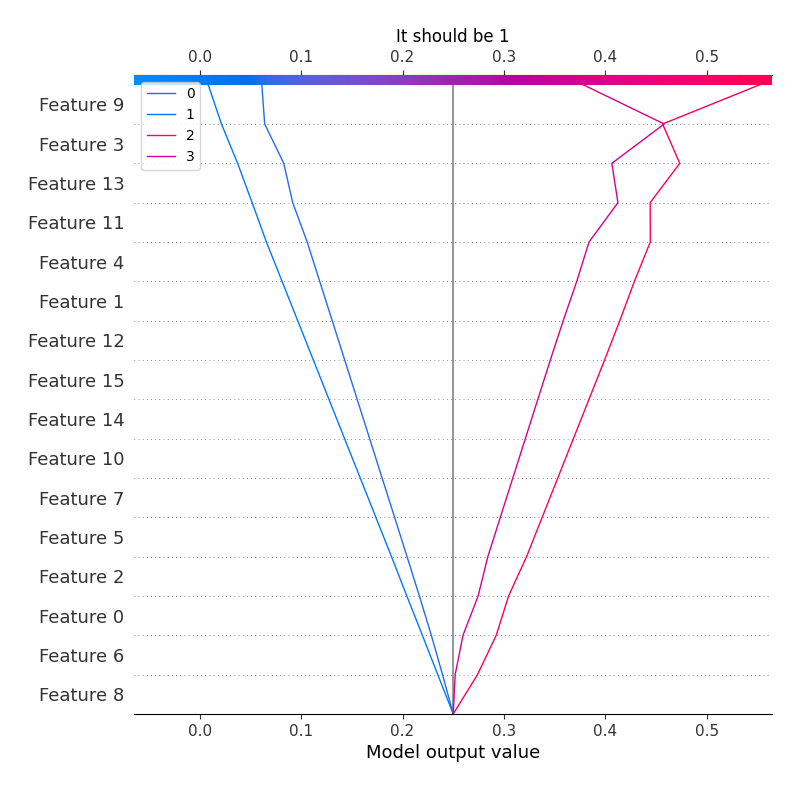 It should be 1
0.0 0.1 0.2 0.3 0.4 0.5
0
1
2
3
Feature 9
Feature 3
Feature 13
Feature 11
Feature 4
Feature 1
Feature 12
Feature 15
Feature 14
Feature 10
Feature 7
Feature 5
Feature 2
Feature 0
Feature 6
Feature 8
0.0 0.1 0.2 0.3 0.4 0.5
Model output value